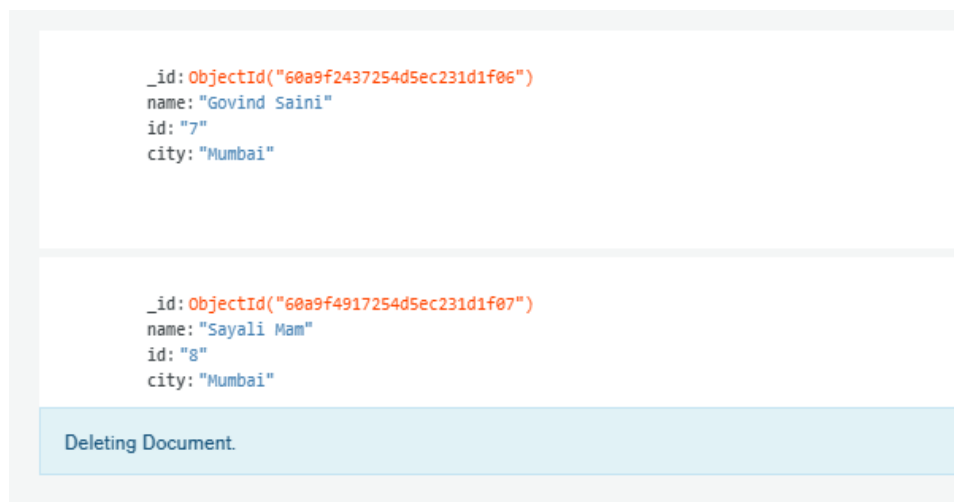 _id: ObjectId("60a9f2437254d5ec231d1f06")
name: "Govind Saini"
id: "7"
city: "Mumbai"
_id: ObjectId("60a9f4917254d5ec231d1f07")
name: "Sayali Mam"
id: "8"
city: "Mumbai"
Deleting Document.